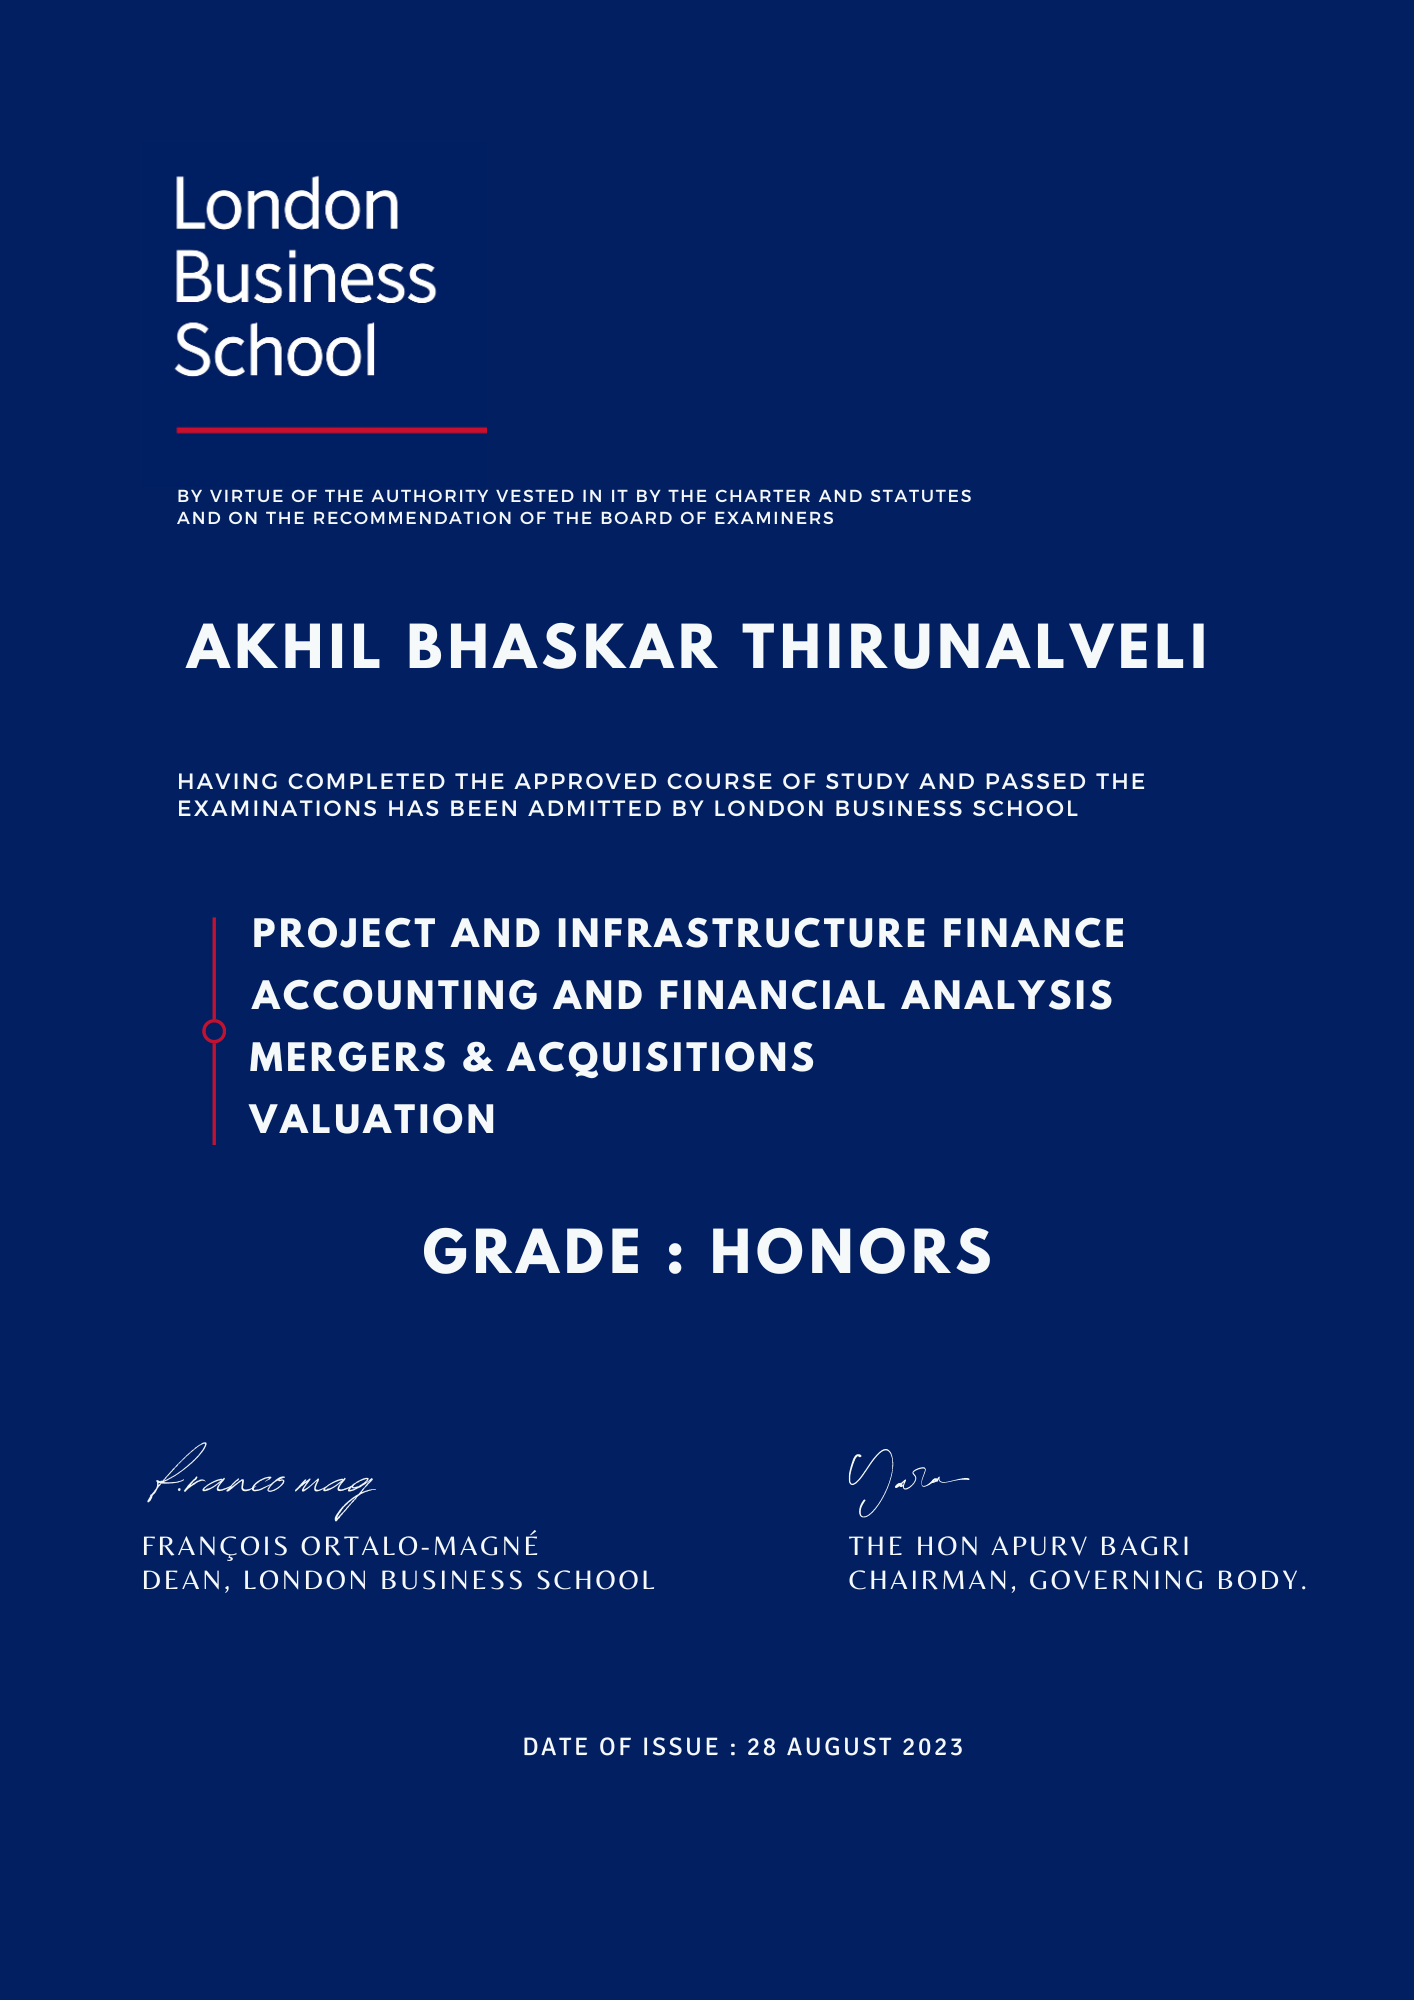 London
Business
School
BY VIRTUE OF THE AUTHORITY VESTED IN IT BY THE CHARTER AND STATUTES
AND ON THE RECOMMENDATION OF THE BOARD OF EXAMINERS
AKHIL BHASKAR THIRUNALVELI
HAVING COMPLETED THE APPROVED COURSE OF STUDY AND PASSED THE
EXAMINATIONS HAS BEEN ADMITTED BY LONDON BUSINESS SCHOOL
PROJECT AND INFRASTRUCTURE FINANCE
ACCOUNTING AND FINANCIAL ANALYSIS
MERGERS & ACQUISITIONS
VALUATION
GRADE : HONORS
f.ranco mag
FRANÇOIS ORTALO-MAGNÉ
DEAN, LONDON BUSINESS SCHOOL
THE HON APURV BAGRI
CHAIRMAN, GOVERNING BODY.
DATE OF ISSUE : 28 AUGUST 2023